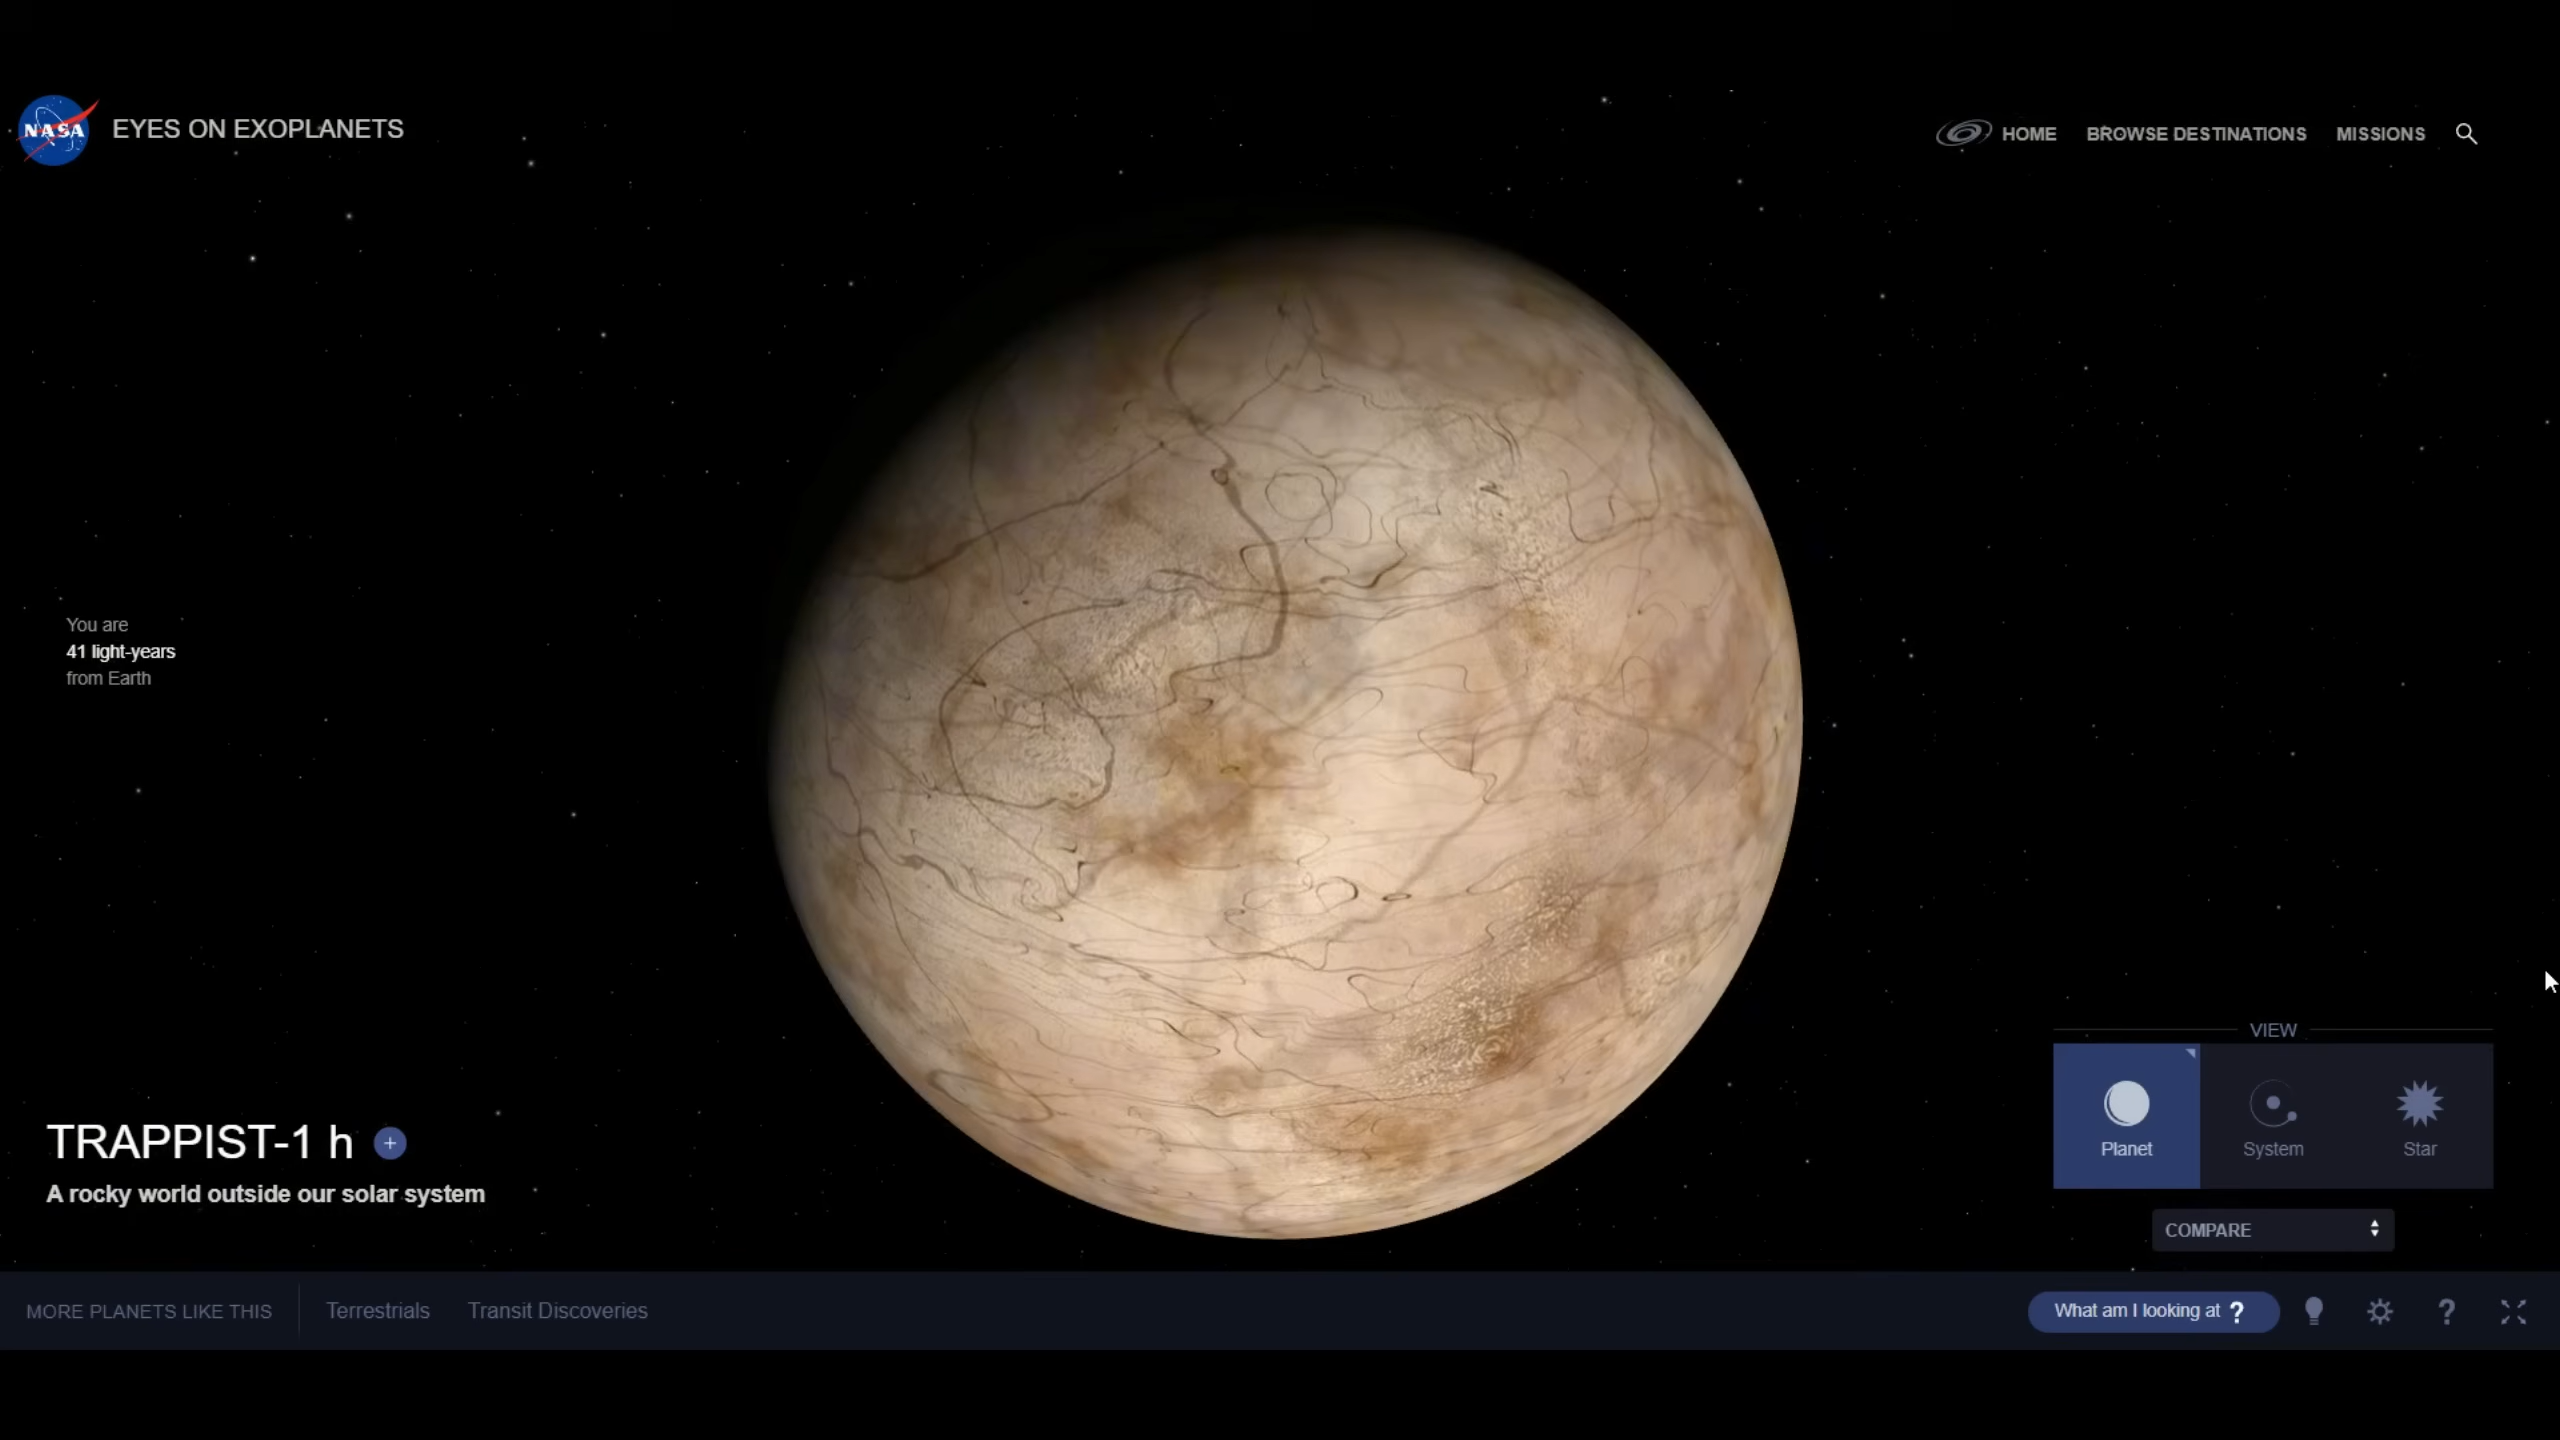 NASA
EYES ON EXOPLANETS
HOME
BROWSE DESTINATIONS
MISSIONS
You are
41 light-years
from Earth
TRAPPIST-1 h +
A rocky world outside our solar system
VIEW
Planet
System
Star
COMPARE
MORE PLANETS LIKE THIS
Terrestrials
Transit Discoveries
What am I looking at ?
?